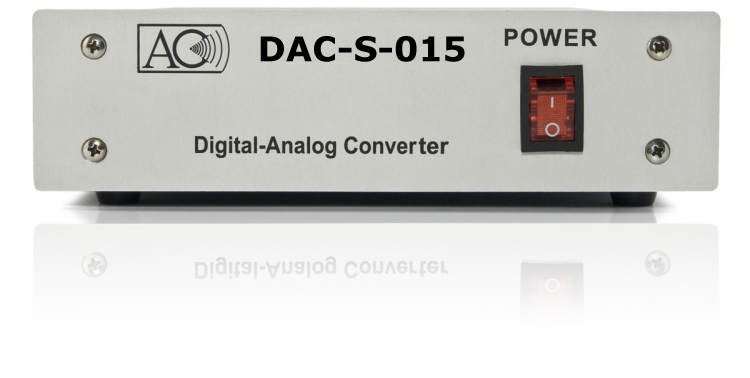 AC DAC-S-015 POWER
I
O
Digital-Analog Converter